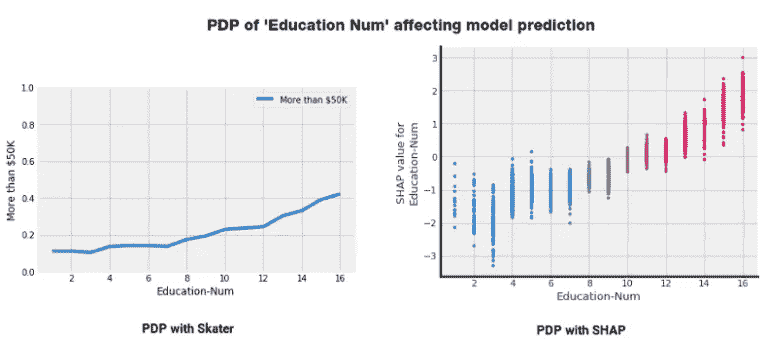 PDP of 'Education Num' affecting model prediction
More than $50K
1.0
0.8
0.6
0.4
0.2
0.0
More than $50K
2 4 6 8 10 12 14 16
Education-Num
PDP with Skater
SHAP value for
Education-Num
3
2
1
0
−1
−2
−3
2 4 6 8 10 12 14 16
Education-Num
PDP with SHAP